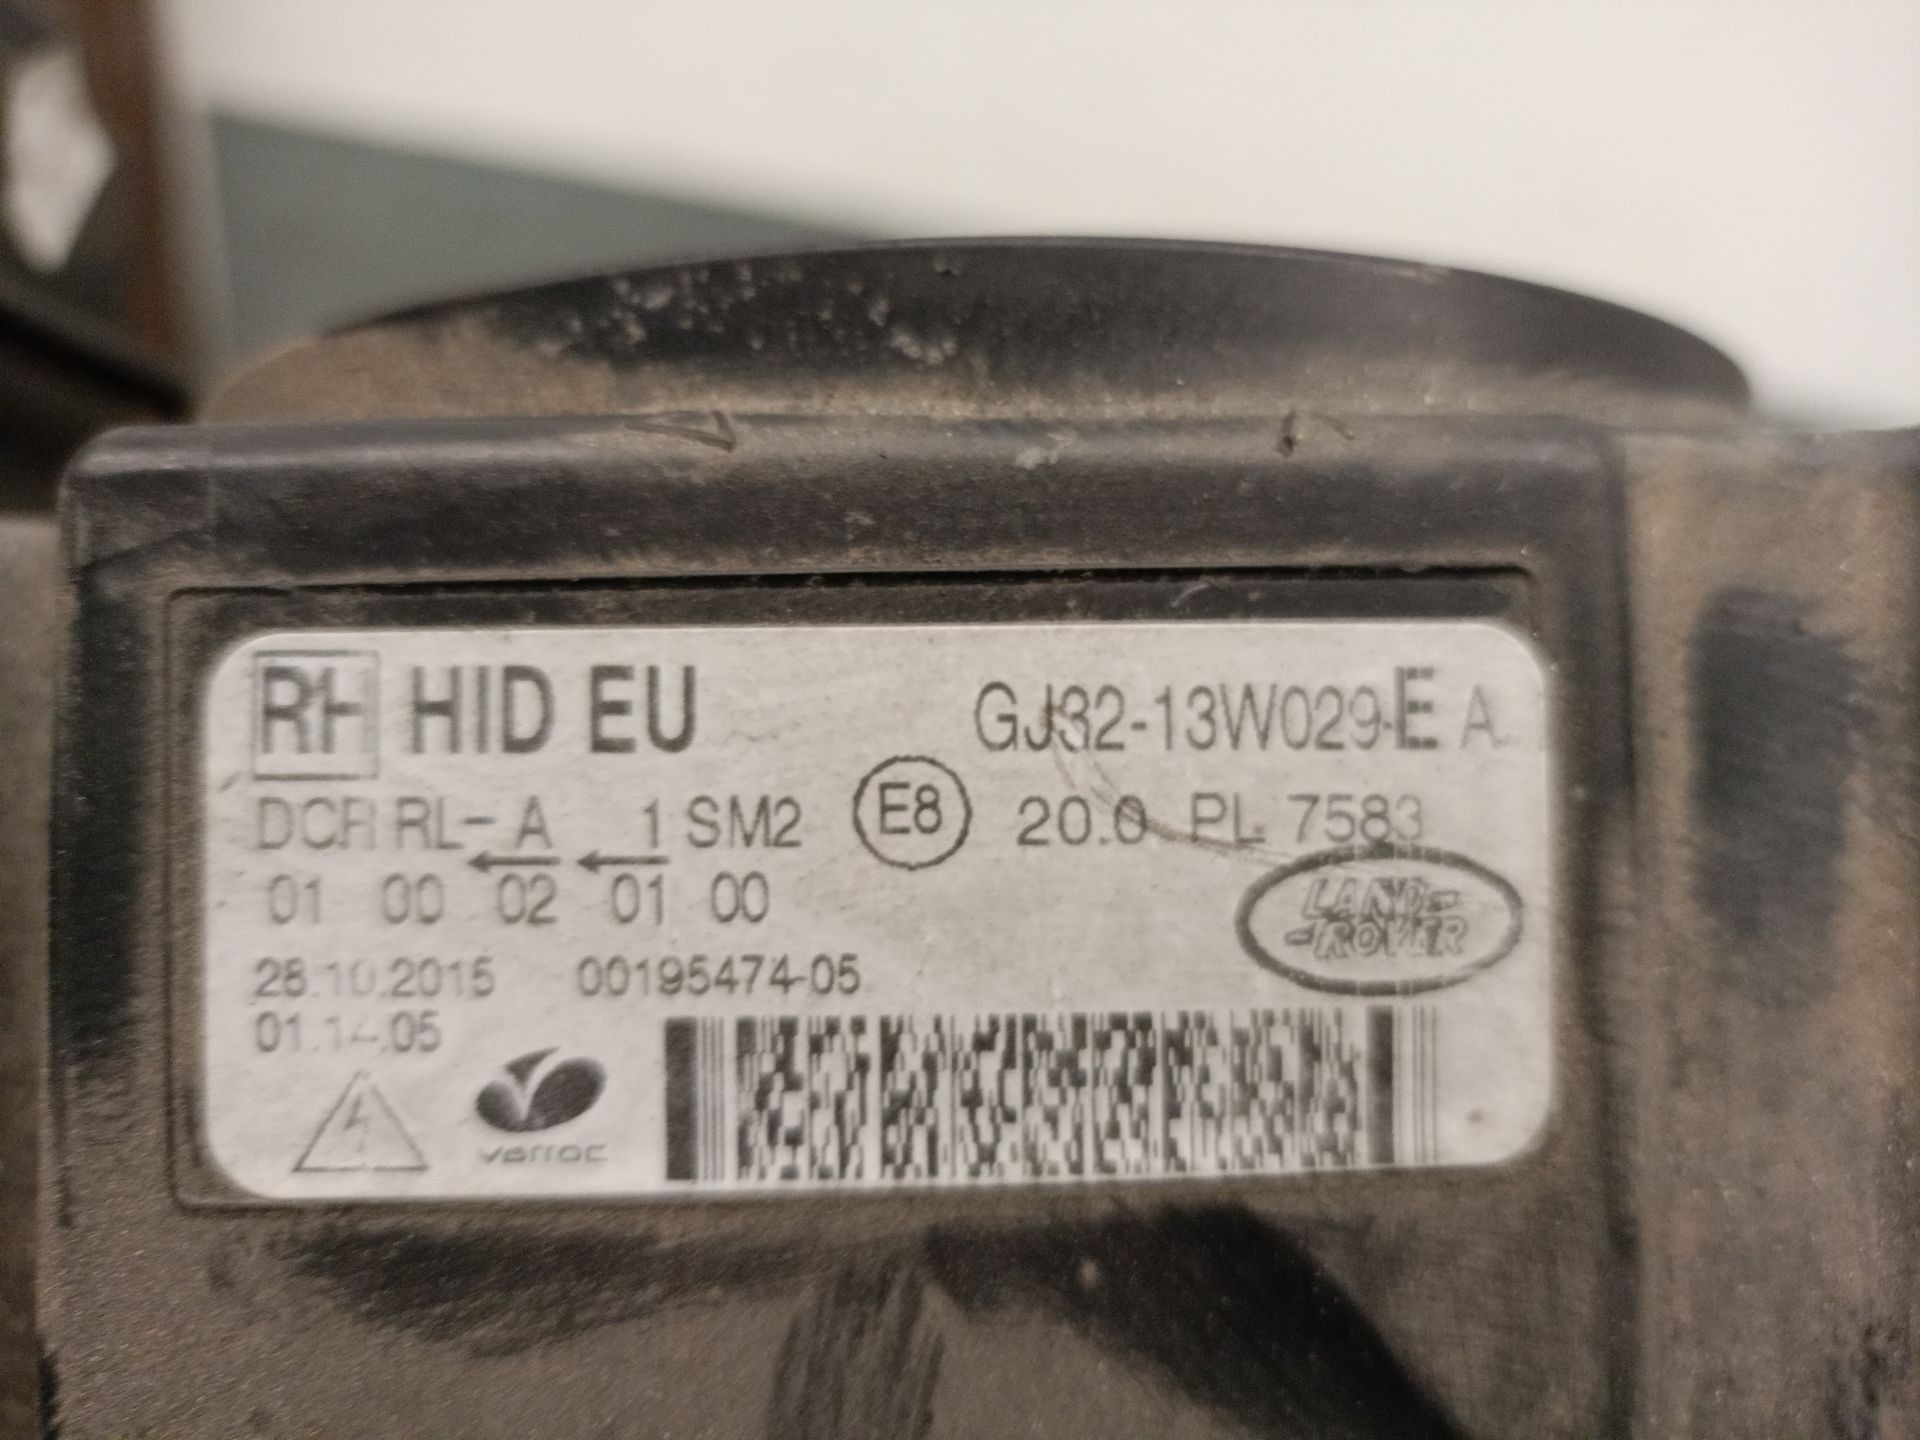 RH HID EU GJ32-13W029-E A
DCR RL- A 1 SM2 E8 20.0 PL 7583
01 00 02 01 00
LAND-
-ROVER
28.10.2015 00195474-05
01.14.05
varroc